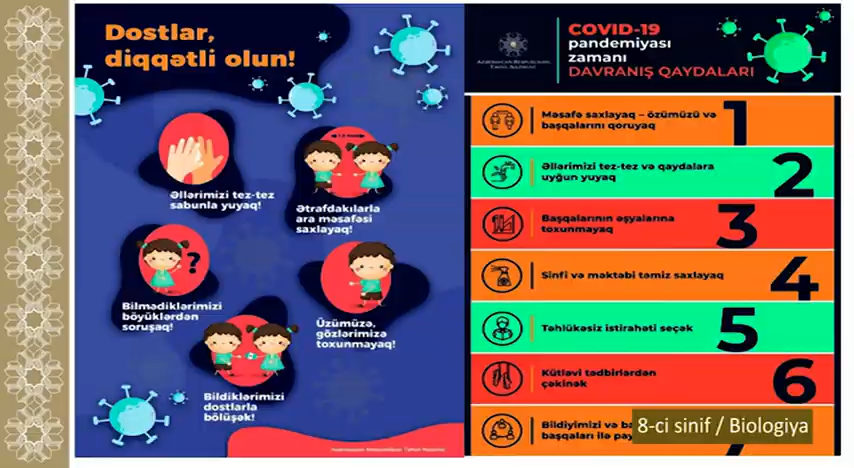 Dostlar,
diqqətli olun!
Əllərimizi tez-tez
sabunla yuyaq!
Ətrafdakılarla
ara məsafəsi
saxlayaq!
Bilmədiklərimizi
böyüklərdən
soruşaq!
?
Üzümüzə,
gözlərimizə
toxunmayaq!
Bildiklərimizi
dostlarla
bölüşək!
COVID-19
pandemiyası
zamanı
DAVRANIŞ QAYDALARI
Məsafə saxlayaq – özümüzü və
başqalarını qoruyaq
1
Əllərimizi tez-tez və qaydalara
uyğun yuyaq
2
Başqalarının əşyalarına
toxunmayaq
3
Sinfi və məktəbi təmiz saxlayaq
4
Təhlükəsiz istirahəti seçək
5
Kütləvi tədbirlərdən
çəkinək
6
Bildiyimizi
başqaları ilə
8-ci sinif / Biologiya